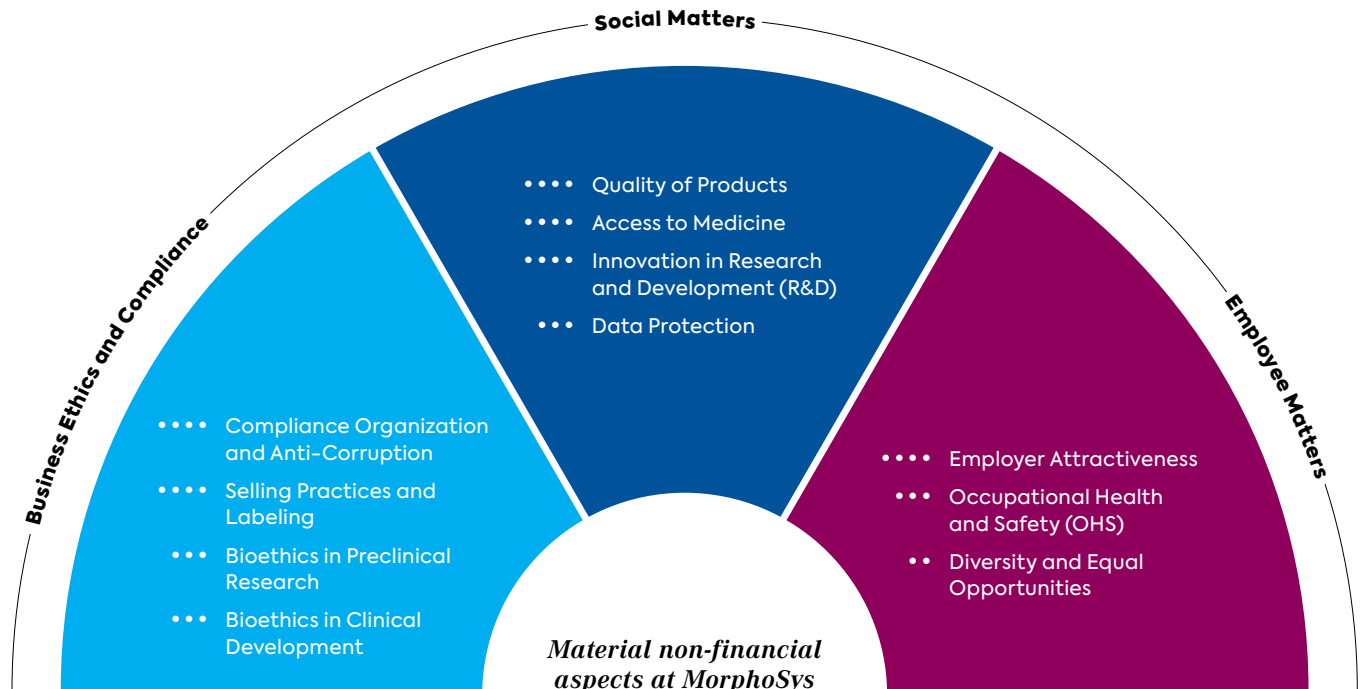 Social Matters
•••• Quality of Products
•••• Access to Medicine
•••• Innovation in Research
and Development (R&D)
••• Data Protection
Business Ethics and Compliance
•••• Compliance Organization
and Anti-Corruption
•••• Selling Practices and
Labeling
••• Bioethics in Preclinical
Research
••• Bioethics in Clinical
Development
Employee Matters
•••• Employer Attractiveness
••• Occupational Health
and Safety (OHS)
•• Diversity and Equal
Opportunities
Material non-financial
aspects at MorphoSys